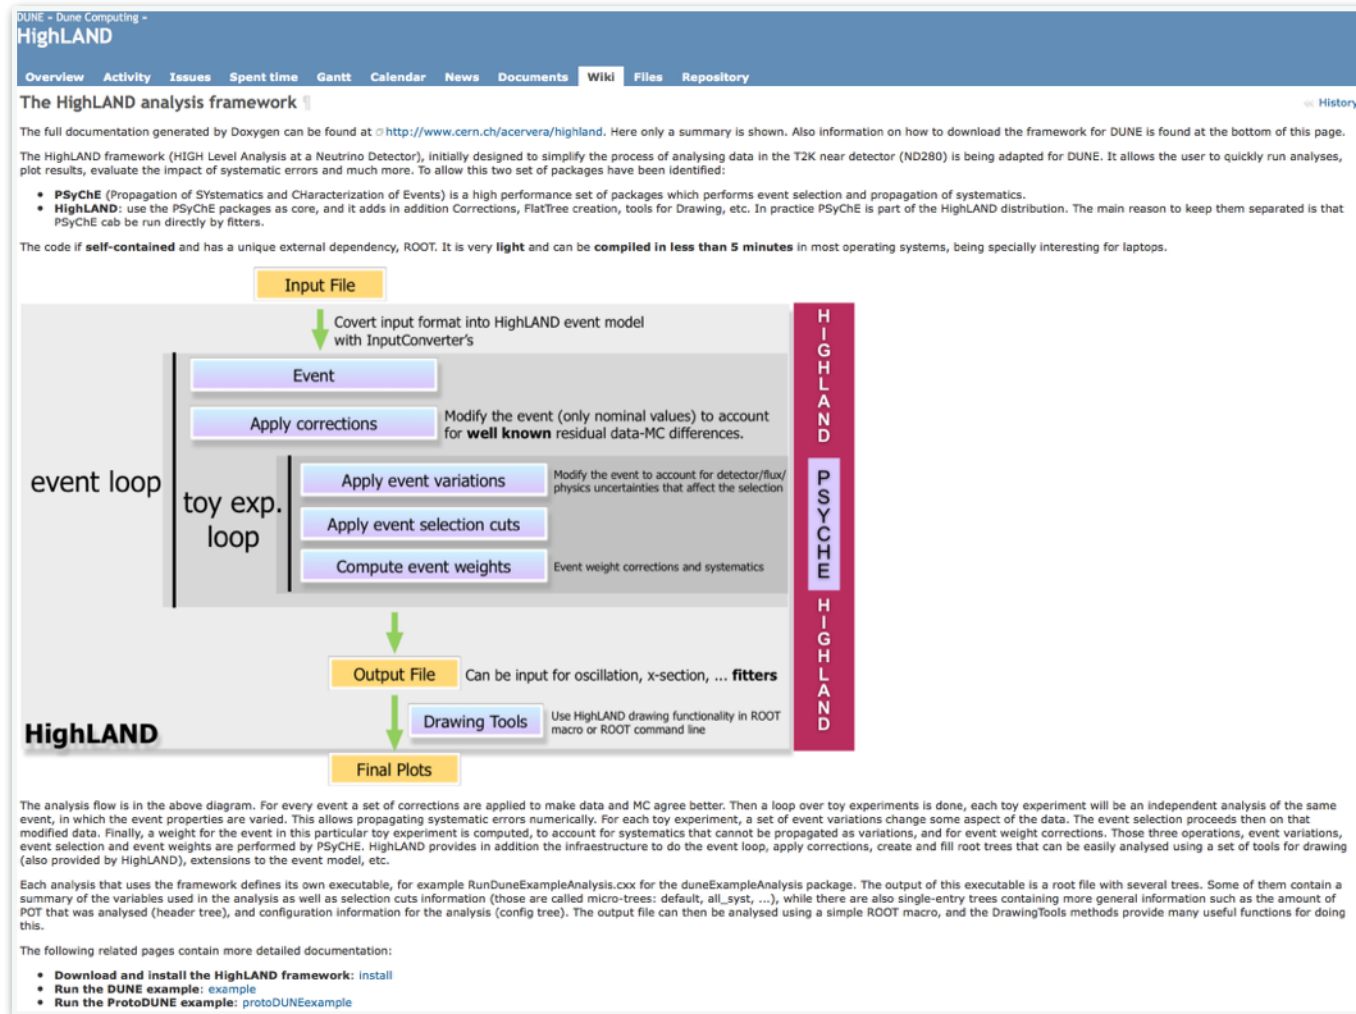 DUNE - Dune Computing -
HighLAND
Overview Activity Issues Spent time Gantt Calendar News Documents Wiki Files Repository
The HighLAND analysis framework ¶
« History
The full documentation generated by Doxygen can be found at http://www.cern.ch/acervera/highland. Here only a summary is shown. Also information on how to download the framework for DUNE is found at the bottom of this page.
The HighLAND framework (HIGH Level Analysis at a Neutrino Detector), initially designed to simplify the process of analysing data in the T2K near detector (ND280) is being adapted for DUNE. It allows the user to quickly run analyses,
plot results, evaluate the impact of systematic errors and much more. To allow this two set of packages have been identified:
• PSyChE (Propagation of SYstematics and CHaracterization of Events) is a high performance set of packages which performs event selection and propagation of systematics.
• HighLAND: use the PSyChE packages as core, and it adds in addition Corrections, FlatTree creation, tools for Drawing, etc. In practice PSyChE is part of the HighLAND distribution. The main reason to keep them separated is that
PSyChE cab be run directly by fitters.
The code if self-contained and has a unique external dependency, ROOT. It is very light and can be compiled in less than 5 minutes in most operating systems, being specially interesting for laptops.
Input File
Covert input format into HighLAND event model
with InputConverter's
Event
Apply corrections
Modify the event (only nominal values) to account
for well known residual data-MC differences.
event loop
toy exp.
loop
Apply event variations
Modify the event to account for detector/flux/
physics uncertainties that affect the selection
Apply event selection cuts
Compute event weights
Event weight corrections and systematics
Output File
Can be input for oscillation, x-section, ... fitters
Drawing Tools
Use HighLAND drawing functionality in ROOT
macro or ROOT command line
HighLAND
Final Plots
HIGHLAND
PSYCHE
HIGHLAND
The analysis flow is in the above diagram. For every event a set of corrections are applied to make data and MC agree better. Then a loop over toy experiments is done, each toy experiment will be an independent analysis of the same
event, in which the event properties are varied. This allows propagating systematic errors numerically. For each toy experiment, a set of event variations change some aspect of the data. The event selection proceeds then on that
modified data. Finally, a weight for the event in this particular toy experiment is computed, to account for systematics that cannot be propagated as variations, and for event weight corrections. Those three operations, event variations,
event selection and event weights are performed by PSyCHE. HighLAND provides in addition the infraestructure to do the event loop, apply corrections, create and fill root trees that can be easily analysed using a set of tools for drawing
(also provided by HighLAND), extensions to the event model, etc.
Each analysis that uses the framework defines its own executable, for example RunDuneExampleAnalysis.cxx for the duneExampleAnalysis package. The output of this executable is a root file with several trees. Some of them contain a
summary of the variables used in the analysis as well as selection cuts information (those are called micro-trees: default, all_syst, ...), while there are also single-entry trees containing more general information such as the amount of
POT that was analysed (header tree), and configuration information for the analysis (config tree). The output file can then be analysed using a simple ROOT macro, and the DrawingTools methods provide many useful functions for doing
this.
The following related pages contain more detailed documentation:
• Download and install the HighLAND framework: install
• Run the DUNE example: example
• Run the ProtoDUNE example: protoDUNEexample